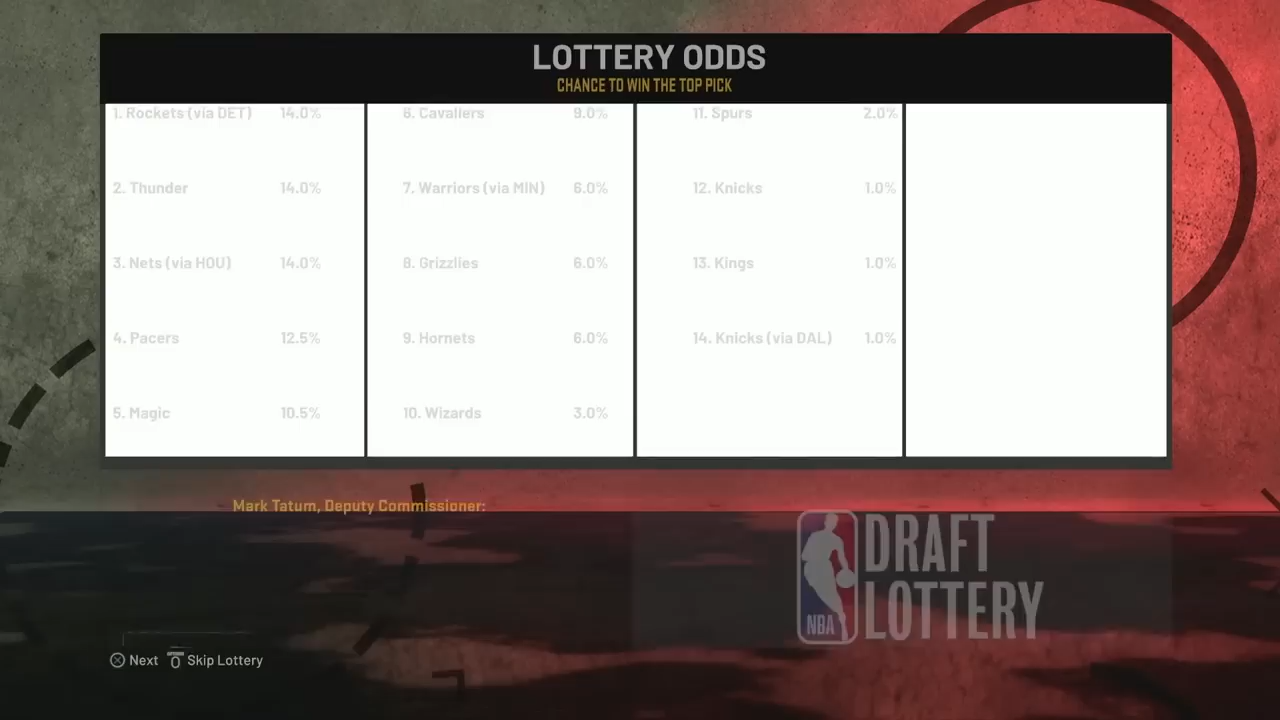 LOTTERY ODDS
CHANCE TO WIN THE TOP PICK
1. Rockets (via DET) 14.0%
2. Thunder 14.0%
3. Nets (via HOU) 14.0%
4. Pacers 12.5%
5. Magic 10.5%
6. Cavaliers 9.0%
7. Warriors (via MIN) 6.0%
8. Grizzlies 6.0%
9. Hornets 6.0%
10. Wizards 3.0%
11. Spurs 2.0%
12. Knicks 1.0%
13. Kings 1.0%
14. Knicks (via DAL) 1.0%
Mark Tatum, Deputy Commissioner:
NBA
DRAFT
LOTTERY
Next Skip Lottery